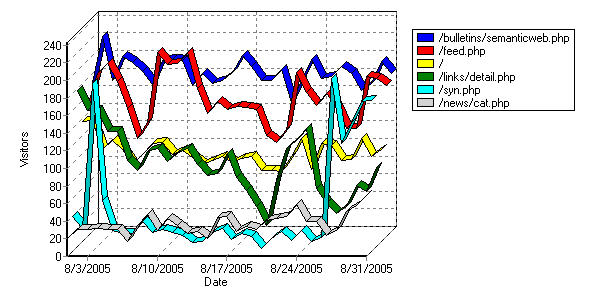 240
220
200
180
160
140
120
100
80
60
40
20
0
Visitors
8/3/2005 8/10/2005 8/17/2005 8/24/2005 8/31/2005
Date
/bulletins/semanticweb.php
/feed.php
/
/links/detail.php
/syn.php
/news/cat.php